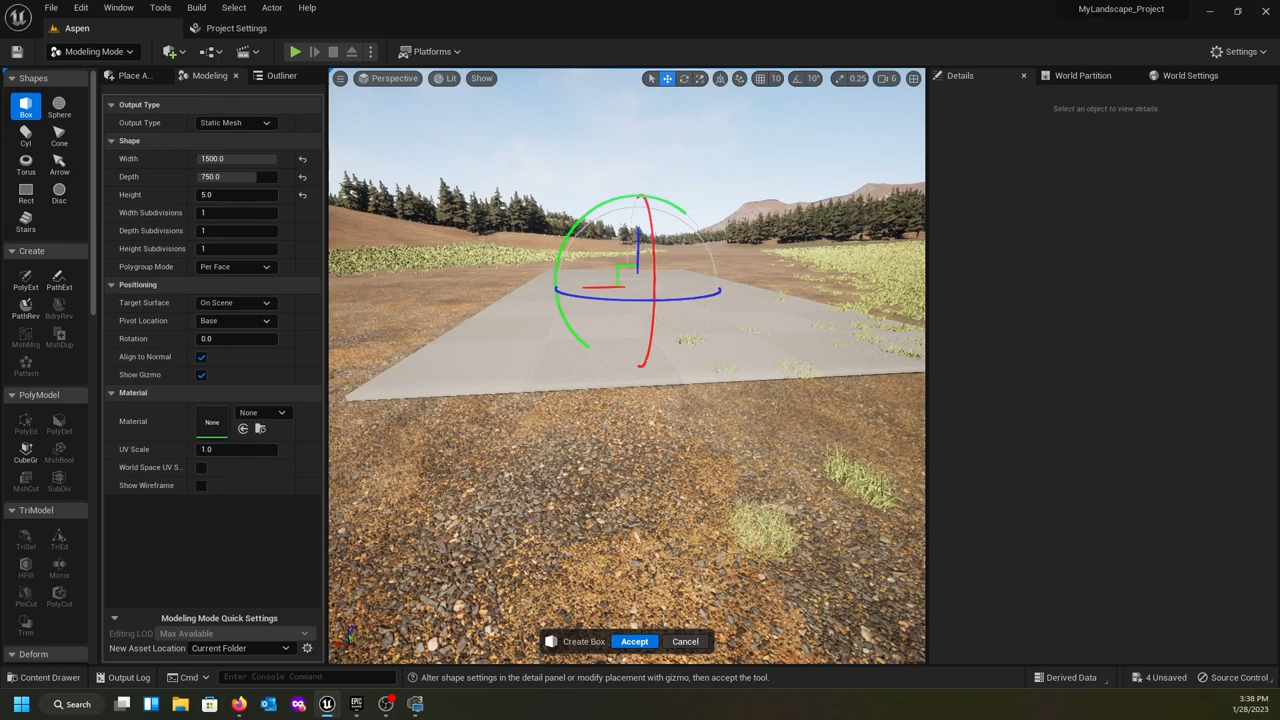 File Edit Window Tools Build Select Actor Help
MyLandscape_Project
Aspen
Project Settings
Modeling Mode
Platforms
Settings
Shapes
Place A...
Modeling
Outliner
Perspective
Lit
Show
10
10°
0.25
6
Details
World Partition
World Settings
Select an object to view details.
Box
Sphere
Cyl
Cone
Torus
Arrow
Rect
Disc
Stairs
Create
PolyExt
PathExt
PathRev
BdryRev
MshMrg
MshDup
Pattern
PolyModel
PolyEd
PolyDef
CubeGr
MshBool
MshCut
SubDiv
TriModel
TriSel
TriEd
HFill
Mirror
PlnCut
PolyCut
Trim
Deform
Output Type
Output Type Static Mesh
Shape
Width 1500.0
Depth 750.0
Height 5.0
Width Subdivisions 1
Depth Subdivisions 1
Height Subdivisions 1
Polygroup Mode Per Face
Positioning
Target Surface On Scene
Pivot Location Base
Rotation 0.0
Align to Normal
Show Gizmo
Material
Material None None
UV Scale 1.0
World Space UV S...
Show Wireframe
Modeling Mode Quick Settings
Editing LOD Max Available
New Asset Location Current Folder
Create Box Accept Cancel
Content Drawer
Output Log
Cmd
Enter Console Command
Alter shape settings in the detail panel or modify placement with gizmo, then accept the tool.
Derived Data
4 Unsaved
Source Control
Search
EPIC
GAMES
3:38 PM
1/28/2023